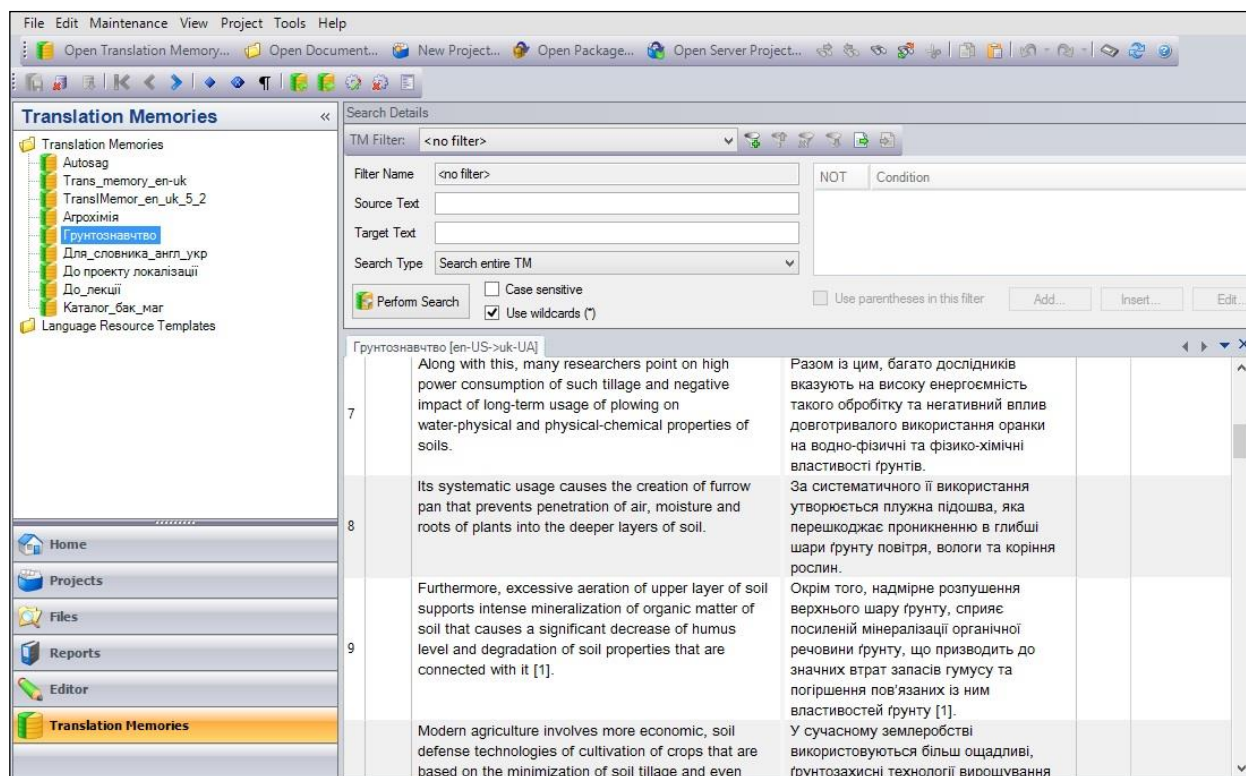 File Edit Maintenance View Project Tools Help
Open Translation Memory... Open Document... New Project... Open Package... Open Server Project...
Translation Memories «
Translation Memories
Autosag
Trans_memory_en-uk
TranslMemor_en_uk_5_2
Агрохімія
Грунтознавчтво
Для_словника_англ_укр
До проекту локалізації
До_лекції
Каталог_бак_маг
Language Resource Templates
Home
Projects
Files
Reports
Editor
Translation Memories
Search Details
TM Filter: <no filter>
Filter Name <no filter>
Source Text
Target Text
Search Type Search entire TM
Perform Search
Case sensitive
Use wildcards (*)
NOT Condition
Use parentheses in this filter Add... Insert... Edit...
Грунтознавчтво [en-US->uk-UA]
7
Along with this, many researchers point on high
power consumption of such tillage and negative
impact of long-term usage of plowing on
water-physical and physical-chemical properties of
soils.
Разом із цим, багато дослідників
вказують на високу енергоємність
такого обробітку та негативний вплив
довготривалого використання оранки
на водно-фізичні та фізико-хімічні
властивості ґрунтів.
8
Its systematic usage causes the creation of furrow
pan that prevents penetration of air, moisture and
roots of plants into the deeper layers of soil.
За систематичного її використання
утворюється плужна підошва, яка
перешкоджає проникненню в глибші
шари ґрунту повітря, вологи та коріння
рослин.
9
Furthermore, excessive aeration of upper layer of soil
supports intense mineralization of organic matter of
soil that causes a significant decrease of humus
level and degradation of soil properties that are
connected with it [1].
Окрім того, надмірне розпушення
верхнього шару ґрунту, сприяє
посиленій мінералізації органічної
речовини ґрунту, що призводить до
значних втрат запасів гумусу та
погіршення пов'язаних із ним
властивостей ґрунту [1].
Modern agriculture involves more economic, soil
defense technologies of cultivation of crops that are
based on the minimization of soil tillage and even
У сучасному землеробстві
використовуються більш ощадливі,
ґрунтозахисні технології вирощування